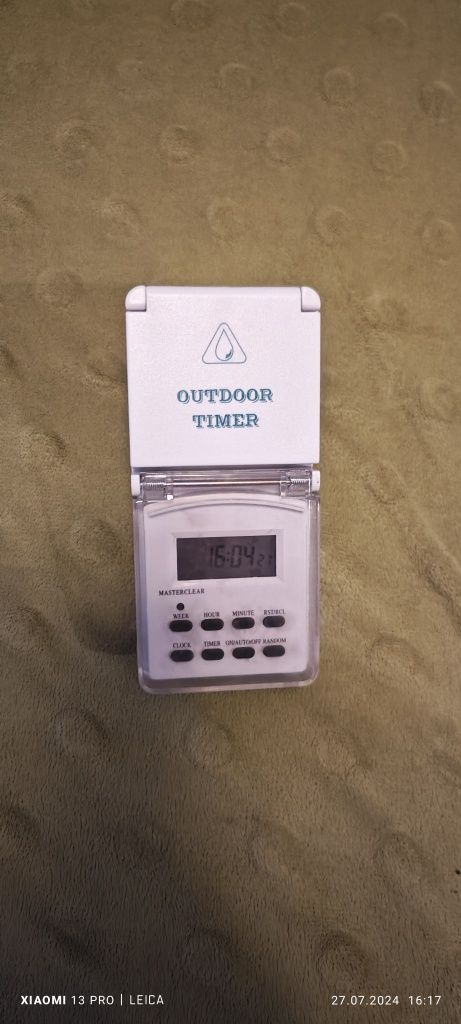 OUTDOOR
TIMER
16:04 21
MASTERCLEAR
WEEK HOUR MINUTE RST/RCL
CLOCK TIMER ON/AUTO/OFF RANDOM
XIAOMI 13 PRO | LEICA 27.07.2024 16:17